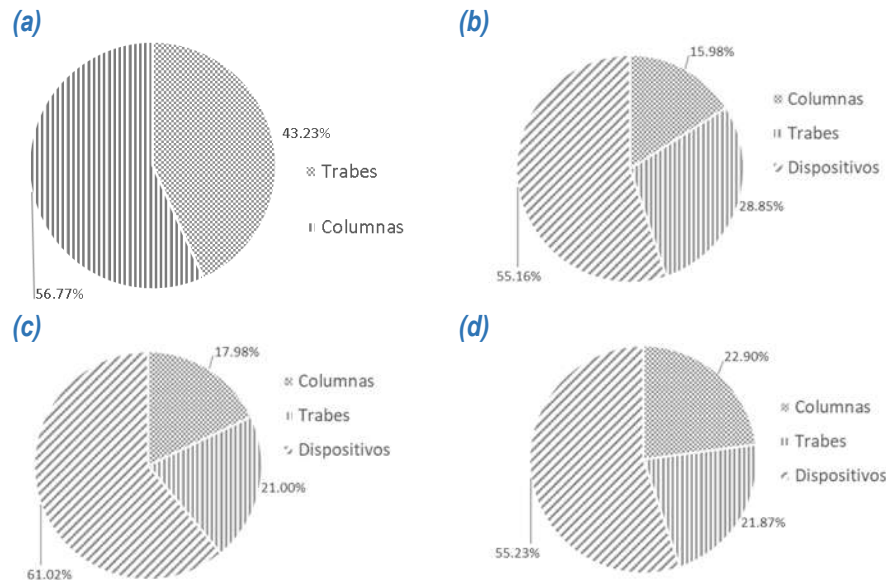 (a)
43.23%
Trabes
Columnas
56.77%
(b)
15.98%
Columnas
Trabes
Dispositivos
28.85%
55.16%
(c)
17.98%
Columnas
Trabes
Dispositivos
21.00%
61.02%
(d)
22.90%
Columnas
Trabes
Dispositivos
21.87%
55.23%